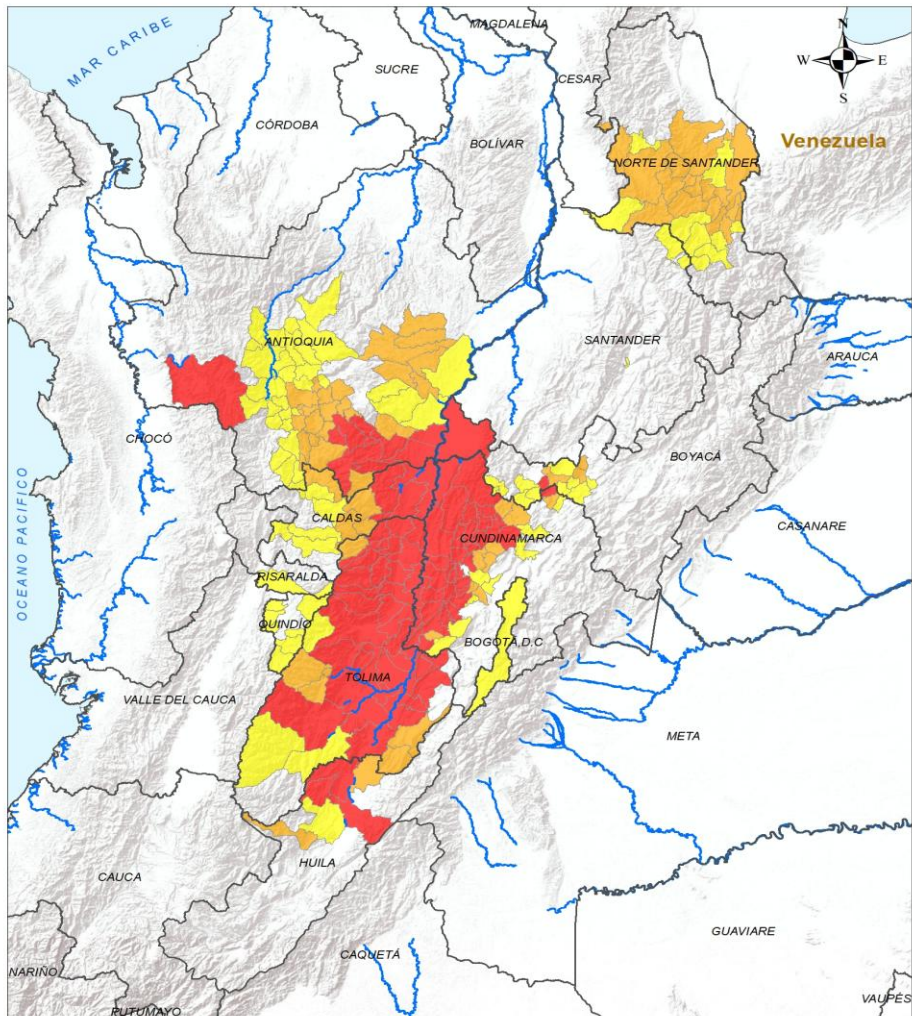 MAGDALENA
N
MAR CARIBE
W
E
SUCRE
CESAR
S
CÓRDOBA
BOLÍVAR
Venezuela
NORTE DE SANTANDER
ANTIOQUIA
SANTANDER
ARAUCA
CHOCÓ
BOYACÁ
OCEANO PACIFICO
CALDAS
CUNDINAMARCA
CASANARE
RISARALDA
QUINDÍO
BOGOTÁ, D.C
TOLIMA
VALLE DEL CAUCA
META
HUILA
CAUCA
GUAVIARE
CAQUETÁ
NARIÑO
VAUPÉS
PUTUMAYO